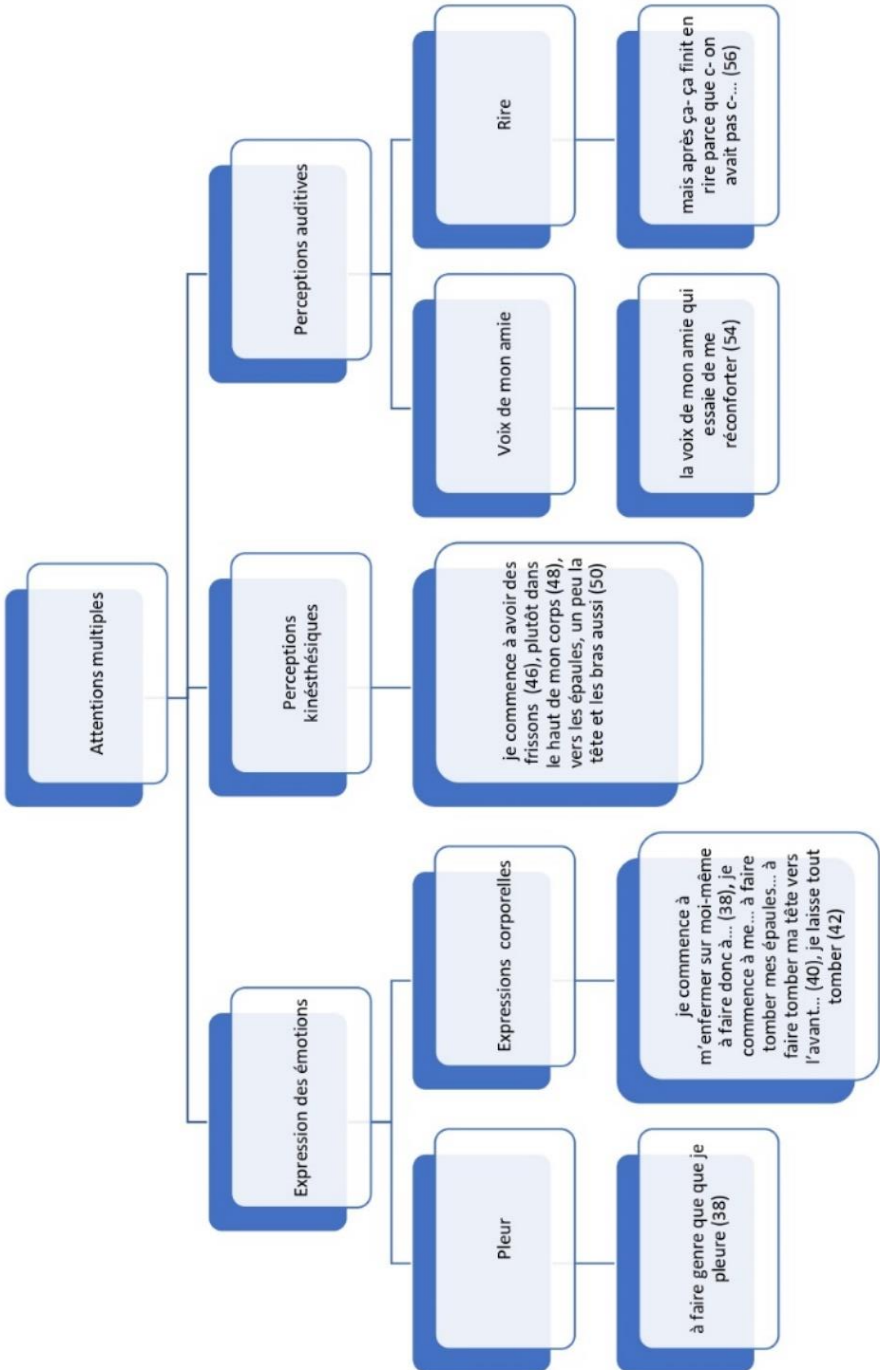 Attentions multiples
Expression des émotions
Pleur
à faire genre que que je
pleure (38)
Expressions corporelles
je commence à
m'enfermer sur moi-même
à faire donc à... (38), je
commence à me... à faire
tomber mes épaules... à
faire tomber ma tête vers
l'avant... (40), je laisse tout
tomber (42)
Perceptions
kinésthésiques
je commence à avoir des
frissons (46), plutôt dans
le haut de mon corps (48),
vers les épaules, un peu la
tête et les bras aussi (50)
Perceptions auditives
Voix de mon amie
la voix de mon amie qui
essaie de me
réconforter (54)
Rire
mais après ça- ça finit en
rire parce que c- on
avait pas c-... (56)